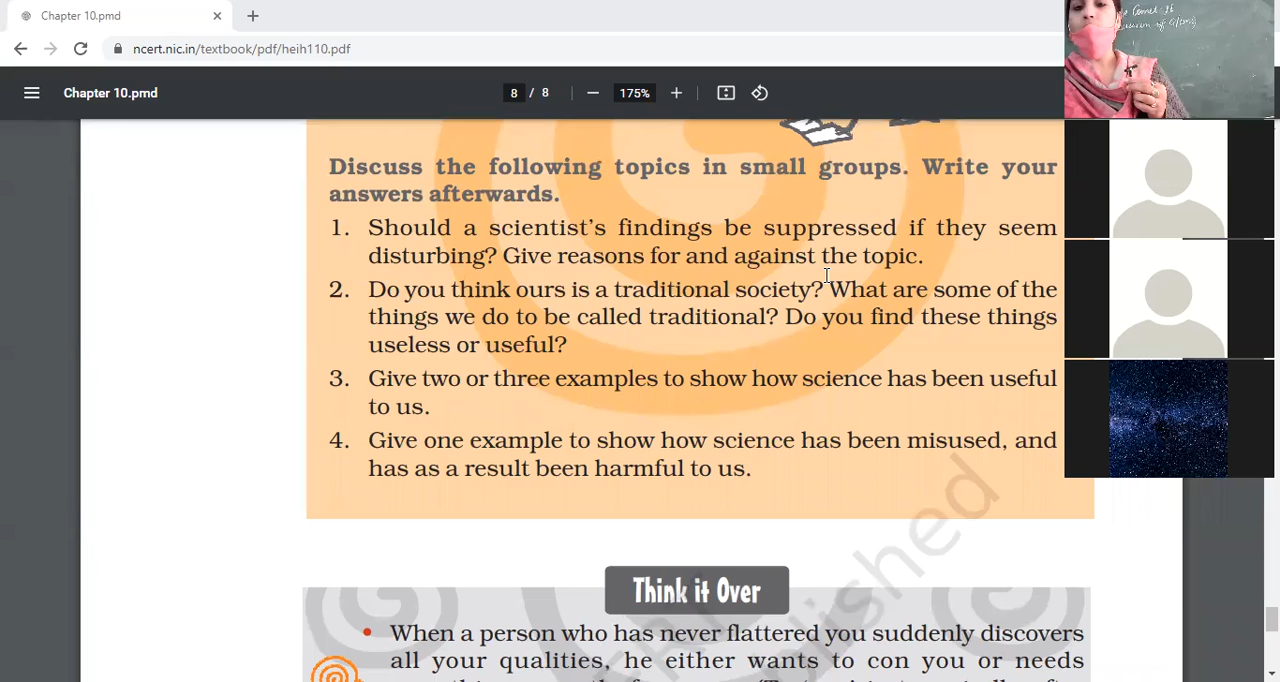 Chapter 10.pmd
ncert.nic.in/textbook/pdf/heih110.pdf
Chapter 10.pmd
8 / 8
175%
Discuss the following topics in small groups. Write your
answers afterwards.
1. Should a scientist's findings be suppressed if they seem
disturbing? Give reasons for and against the topic.
2. Do you think ours is a traditional society? What are some of the
things we do to be called traditional? Do you find these things
useless or useful?
3. Give two or three examples to show how science has been useful
to us.
4. Give one example to show how science has been misused, and
has as a result been harmful to us.
Think it Over
• When a person who has never flattered you suddenly discovers
all your qualities, he either wants to con you or needs